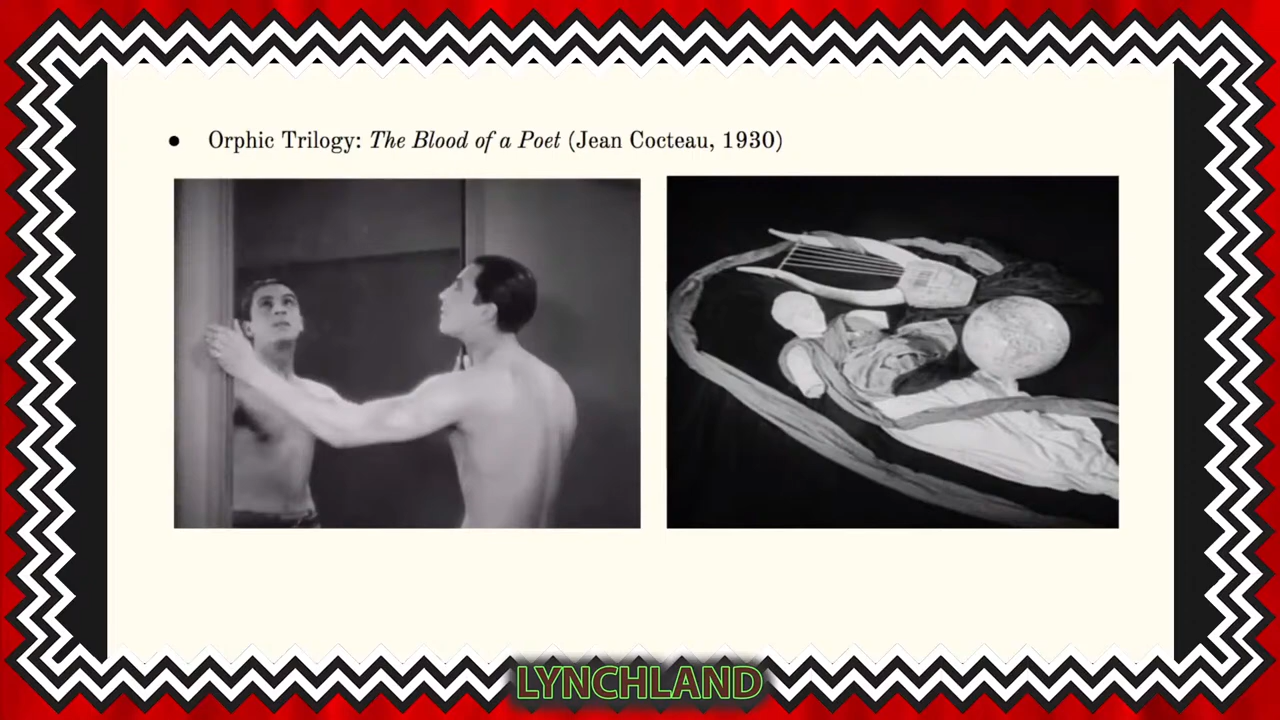 ● Orphic Trilogy: The Blood of a Poet (Jean Cocteau, 1930)
LYNCHLAND